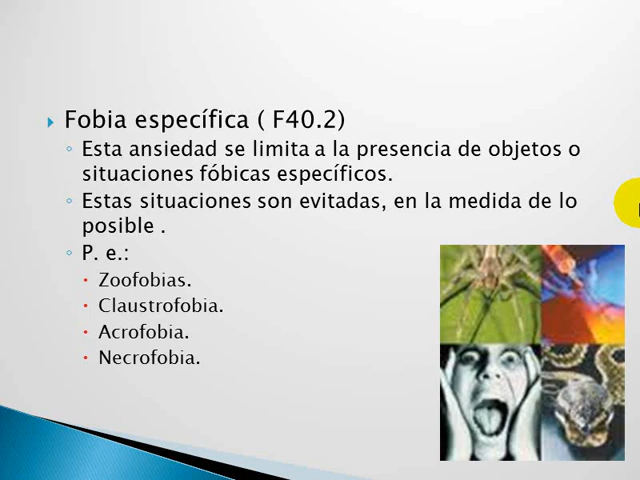 Fobia específica ( F40.2)
Esta ansiedad se limita a la presencia de objetos o
situaciones fóbicas específicos.
Estas situaciones son evitadas, en la medida de lo
posible .
P. e.:
Zoofobias.
Claustrofobia.
Acrofobia.
Necrofobia.